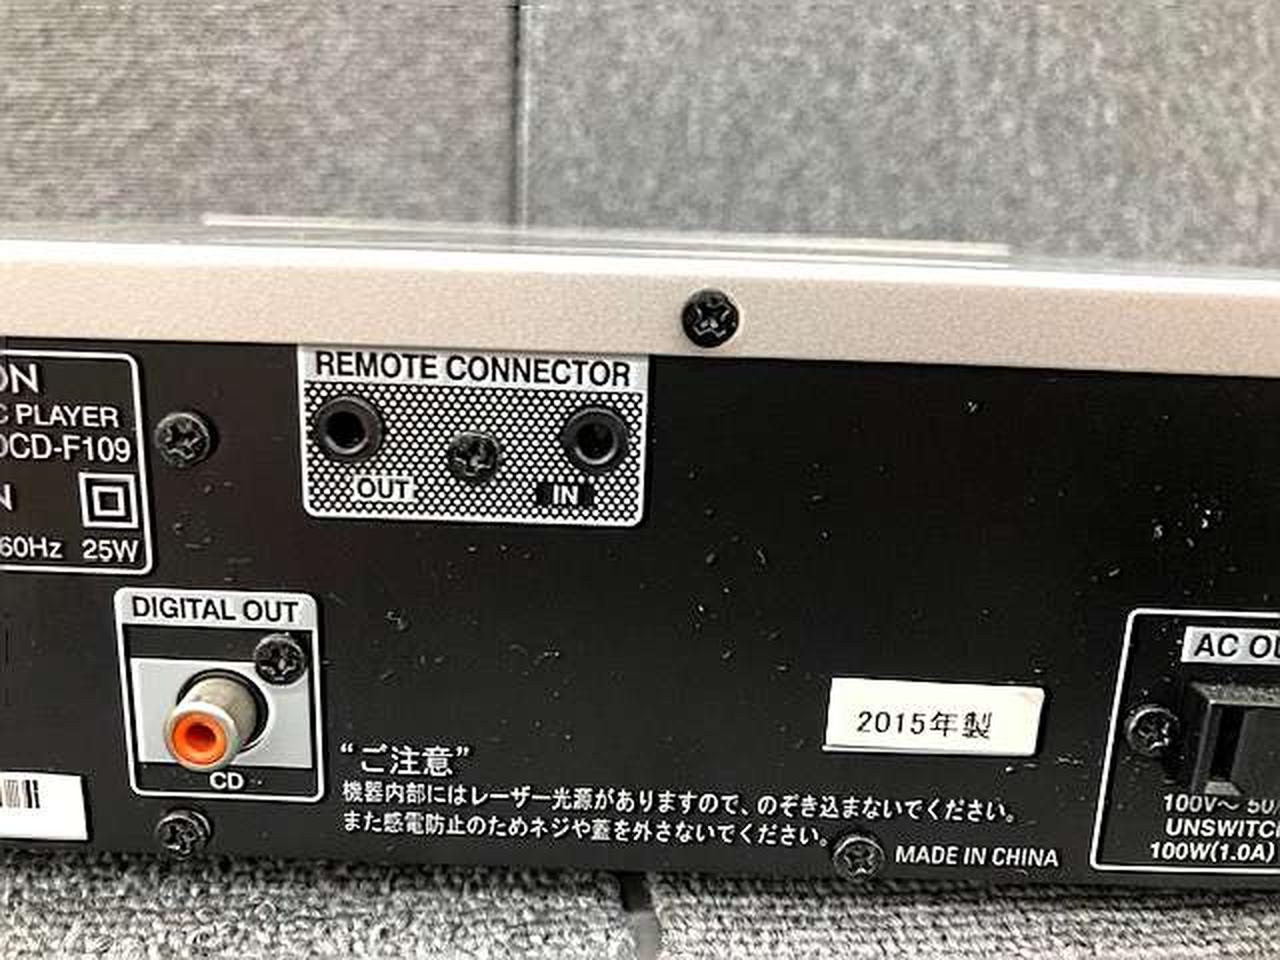 ON
C PLAYER
DCD-F109
N
60Hz 25W
REMOTE CONNECTOR
OUT
IN
DIGITAL OUT
CD
“ご注意”
機器内部にはレーザー光源がありますので、のぞき込まないでください。
また感電防止のためネジや蓋を外さないでください。
2015年製
MADE IN CHINA
AC OU
100V～ 50
UNSWITC
100W(1.0A)